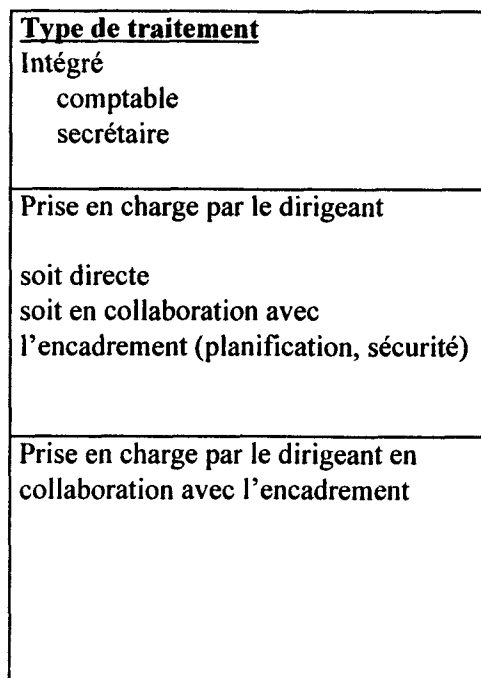 Type de traitement
Intégré
comptable
secrétaire
Prise en charge par le dirigeant
soit directe
soit en collaboration avec
l'encadrement (planification, sécurité)
Prise en charge par le dirigeant en
collaboration avec l'encadrement